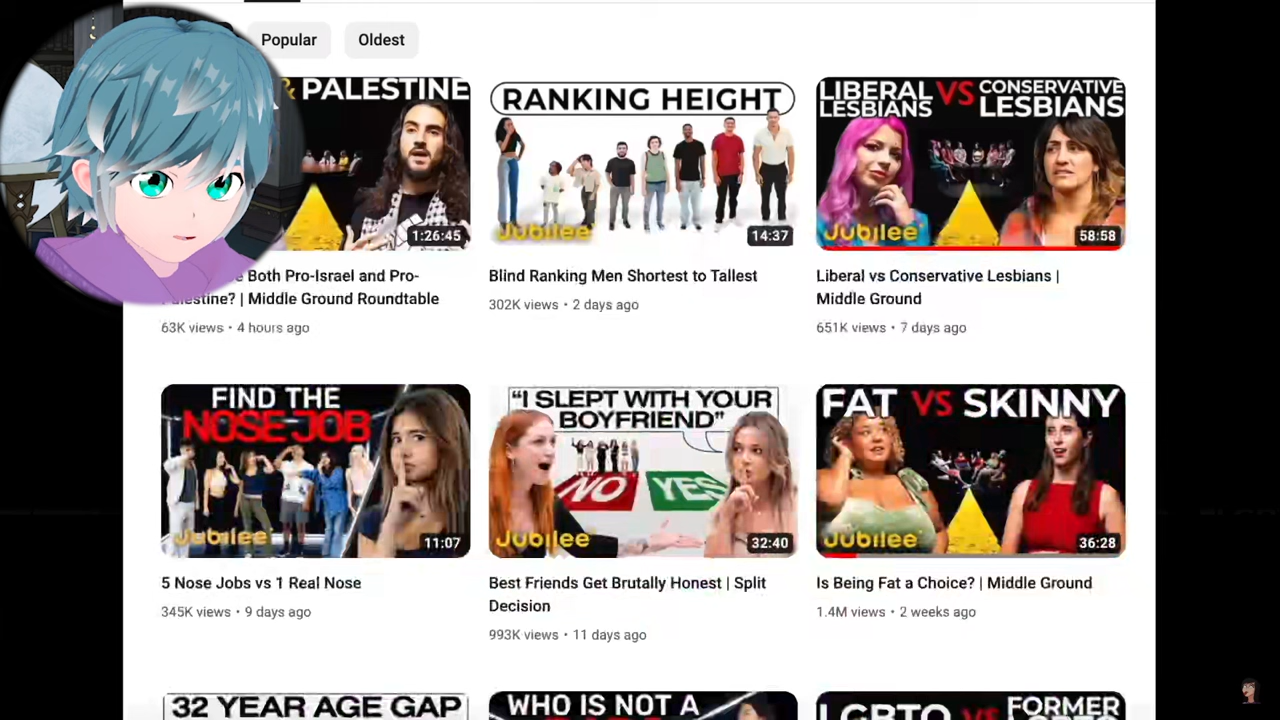 Popular
Oldest
& PALESTINE
1:26:45
Both Pro-Israel and Pro-
Palestine? | Middle Ground Roundtable
63K views • 4 hours ago
RANKING HEIGHT
Jubilee
14:37
Blind Ranking Men Shortest to Tallest
302K views • 2 days ago
LIBERAL VS CONSERVATIVE
LESBIANS LESBIANS
Jubilee
58:58
Liberal vs Conservative Lesbians |
Middle Ground
651K views • 7 days ago
FIND THE
NOSE JOB
Jubilee
11:07
5 Nose Jobs vs 1 Real Nose
345K views • 9 days ago
“I SLEPT WITH YOUR
BOYFRIEND”
NO YES
Jubilee
32:40
Best Friends Get Brutally Honest | Split
Decision
993K views • 11 days ago
FAT VS SKINNY
Jubilee
36:28
Is Being Fat a Choice? | Middle Ground
1.4M views • 2 weeks ago
32 YEAR AGE GAP
WHO IS NOT A
LGBTQ VS FORMER